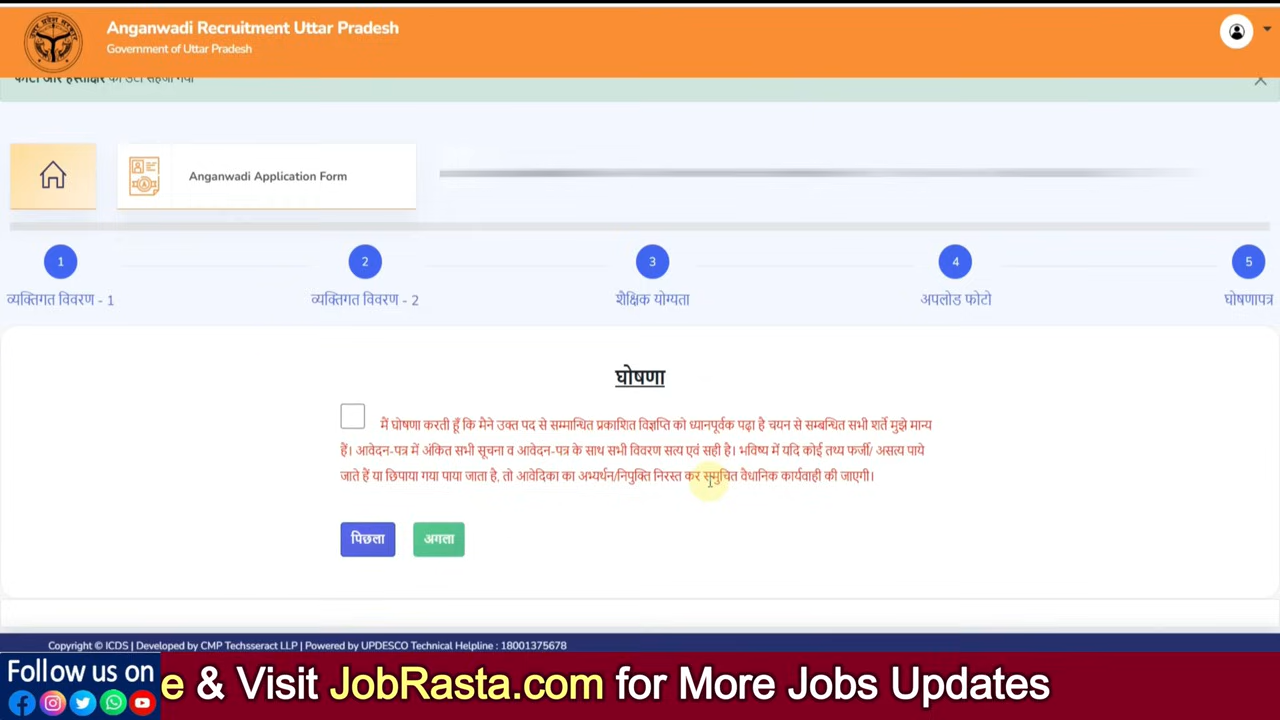 Anganwadi Recruitment Uttar Pradesh
Government of Uttar Pradesh
फोटो और हस्ताक्षर का डेटा सहेजा गया
Anganwadi Application Form
1 2 3 4 5
व्यक्तिगत विवरण - 1 व्यक्तिगत विवरण - 2 शैक्षिक योग्यता अपलोड फोटो घोषणापत्र
घोषणा
मैं घोषणा करती हूँ कि मैने उक्त पद से सम्मान्धित प्रकाशित विज्ञप्ति को ध्यानपूर्वक पढ़ा है चयन से सम्बन्धित सभी शर्ते मुझे मान्य
हैं। आवेदन-पत्र में अंकित सभी सूचना व आवेदन-पत्र के साथ सभी विवरण सत्य एवं सही है। भविष्य में यदि कोई तथ्य फर्जी/ असत्य पाये
जाते हैं या छिपाया गया पाया जाता है, तो आवेदिका का अभ्यर्थन/निपुक्ति निरस्त कर समुचित वैधानिक कार्यवाही की जाएगी।
पिछला अगला
Copyright © ICDS | Developed by CMP Techsseract LLP | Powered by UPDESCO Technical Helpline : 18001375678
Follow us on
e & Visit JobRasta.com for More Jobs Updates